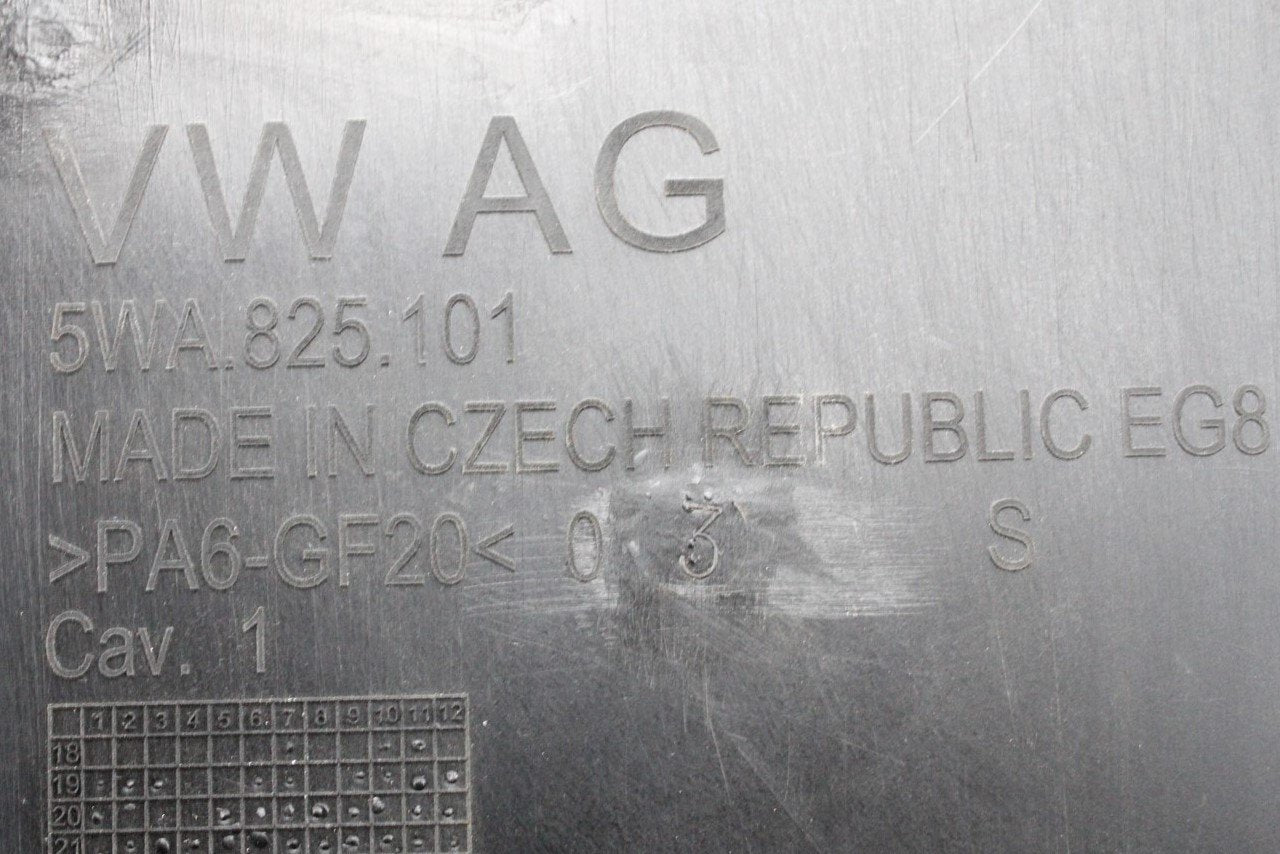 VW AG
5WA.825.101
MADE IN CZECH REPUBLIC EG8
>PA6-GF20< 0 3 S
Cav. 1
1 2 3 4 5 6 7 8 9 10 11 12
18
19
20
21